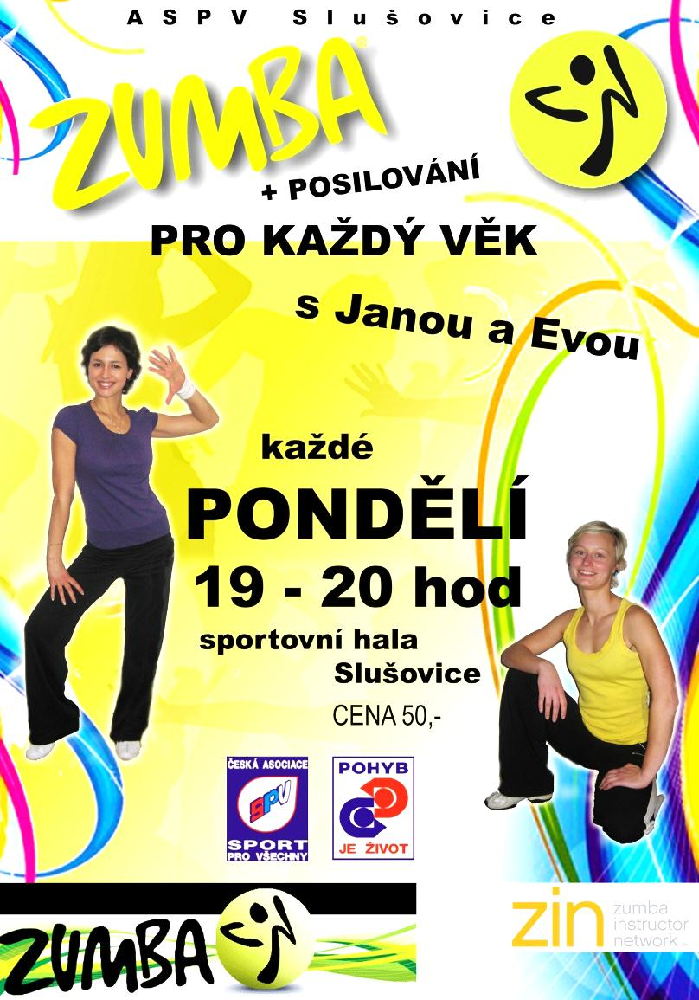 ASPV Slušovice
ZUMBA®
+ POSILOVÁNÍ
PRO KAŽDÝ VĚK
s Janou a Evou
každé
PONDĚLÍ
19 - 20 hod
sportovní hala
Slušovice
CENA 50,-
ČESKÁ ASOCIACE
SPV
SPORT
PRO VŠECHNY
POHYB
JE ŽIVOT
ZUMBA
zin
zumba
instructor
network